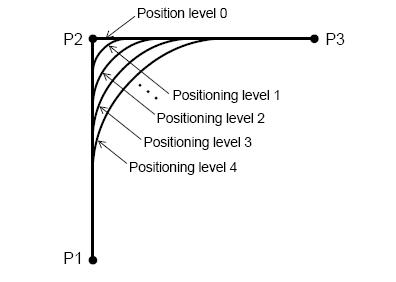 Position level 0
P2
P3
Positioning level 1
Positioning level 2
Positioning level 3
Positioning level 4
P1